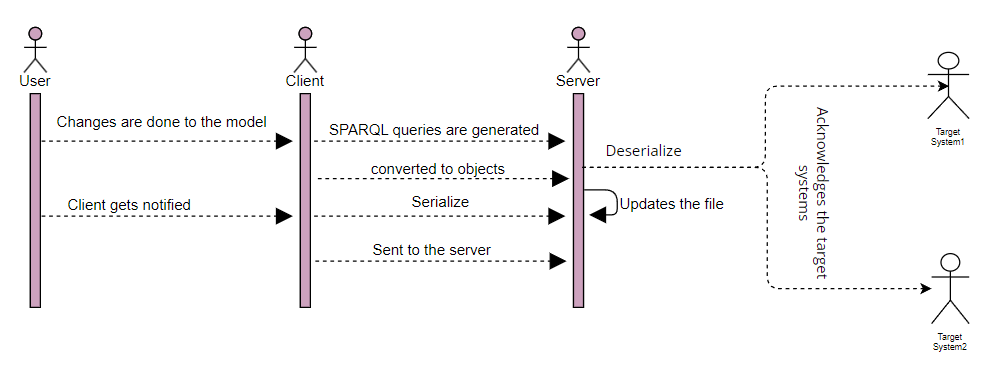 User
Client
Server
Target
System1
Changes are done to the model
SPARQL queries are generated
Deserialize
Acknowledges the target
systems
converted to objects
Client gets notified
Serialize
Updates the file
Sent to the server
Target
System2